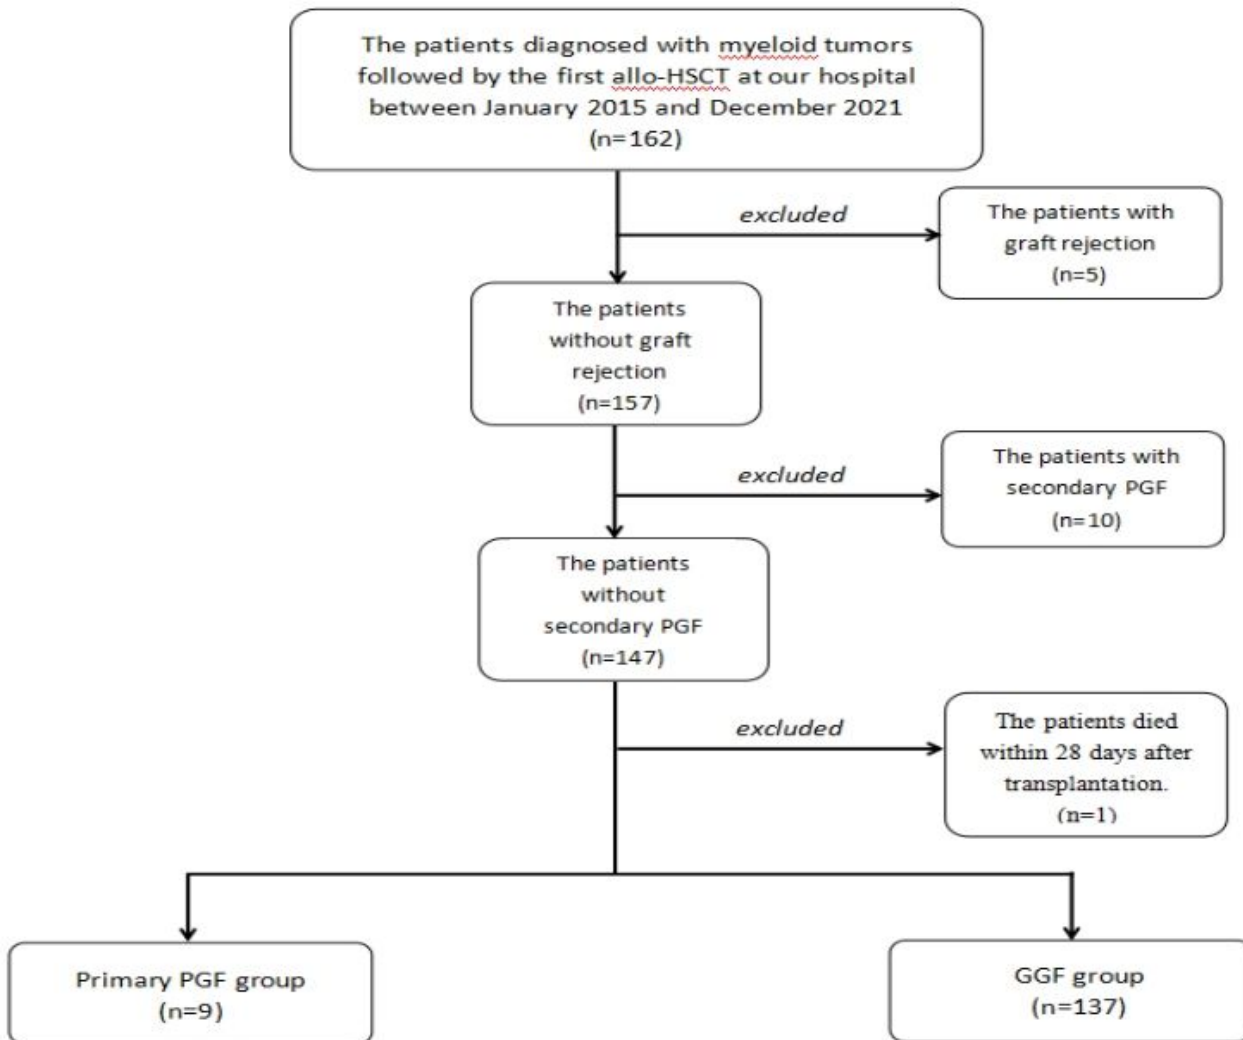 The patients diagnosed with myeloid tumors
followed by the first allo-HSCT at our hospital
between January 2015 and December 2021
(n=162)
excluded
The patients with
graft rejection
(n=5)
The patients
without graft
rejection
(n=157)
excluded
The patients with
secondary PGF
(n=10)
The patients
without
secondary PGF
(n=147)
excluded
The patients died
within 28 days after
transplantation.
(n=1)
Primary PGF group
(n=9)
GGF group
(n=137)